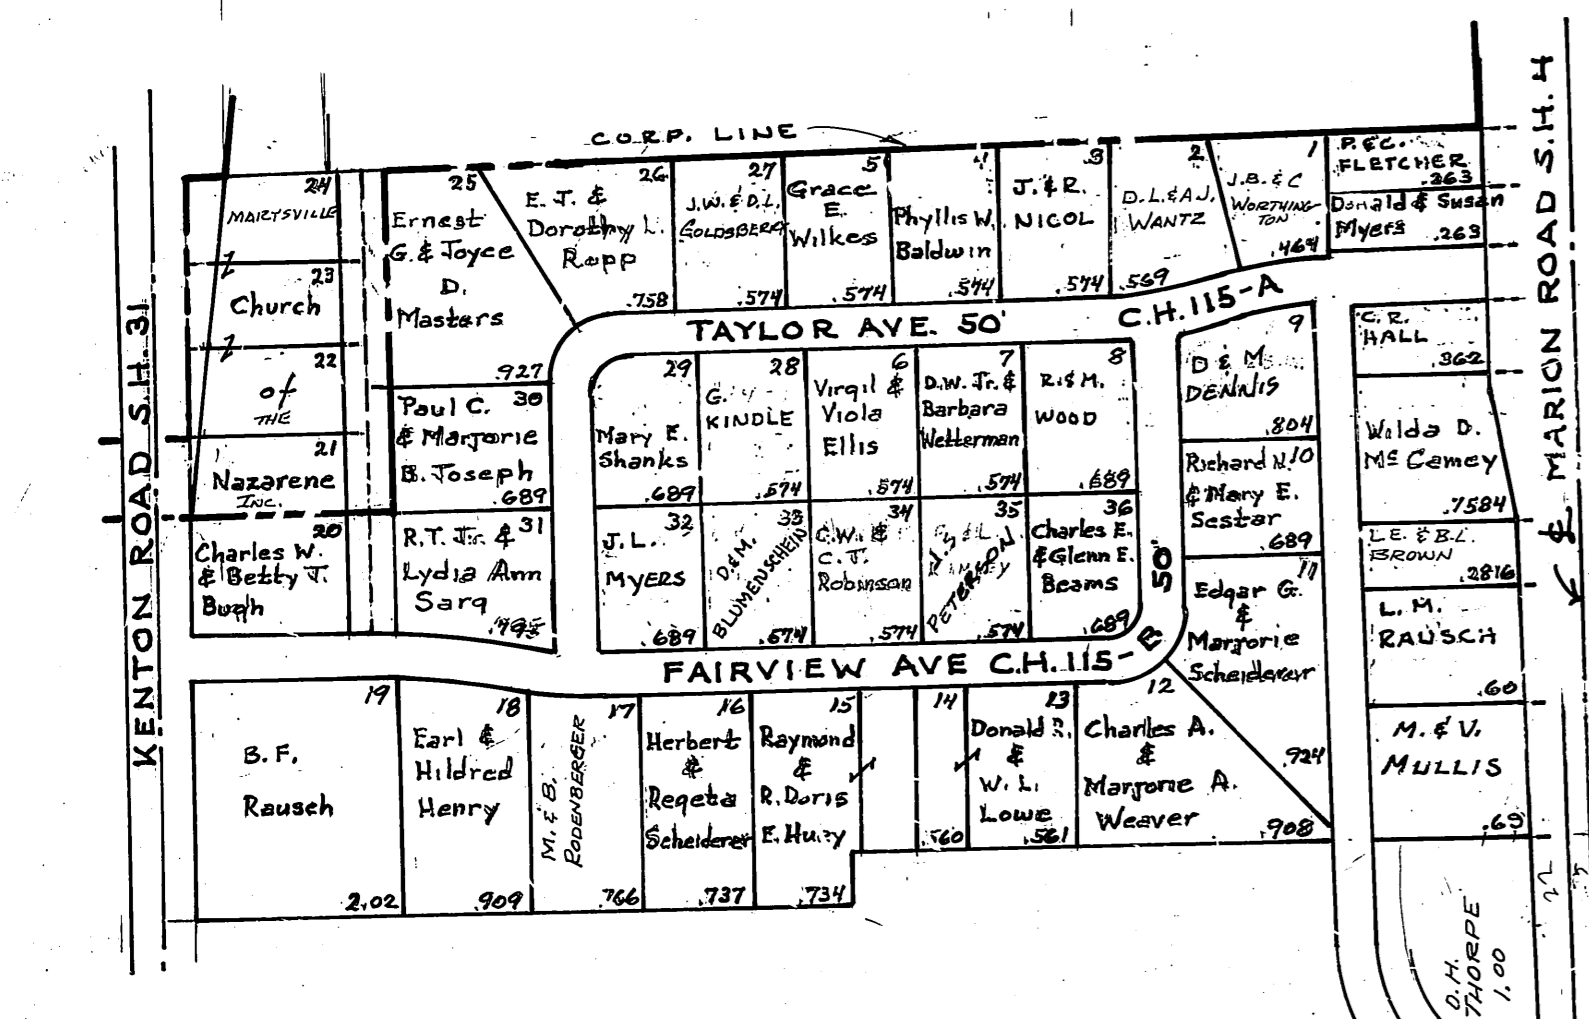 CORP. LINE
KENTON ROAD S.H. 31
₵ MARION ROAD S.H. 4
24
MARYSVILLE
23
Church
22
of
THE
21
Nazarene
INC.
20
Charles W.
& Betty J.
Bugh
25
Ernest
G. & Joyce
D.
Masters
.927
26
E. J. &
Dorothy L.
Rapp
.758
27
J.W. & D.L.
GOLDSBERRY
.574
5
Grace
E.
Wilkes
.574
4
Phyllis W.
Baldwin
.574
3
J. & R.
NICOL
.574
2
D.L. & A.J.
WANTZ
.569
1
J.B. & C
WORTHING
TON
.464
P. & C.
FLETCHER
.263
Donald & Susan
Myers .263
TAYLOR AVE. 50'
C.H. 115-A
30
Paul C.
& Marjorie
B. Joseph
.689
31
R.T. Jr. &
Lydia Ann
Sarg
29
Mary E.
Shanks
.689
28
G.
KINDLE
.574
6
Virgil &
Viola
Ellis
.574
7
D.W. Jr. &
Barbara
Wetterman
.574
8
R. & M.
WOOD
.689
32
J. L.
MYERS
.689
33
D & M.
BLUMENSCHEIN
.574
34
C.W. &
C. J.
Robinson
.574
35
PETERSON
.574
36
Charles E.
& Glenn E.
Beams
.689
50'
9
D & M
DENNIS
.804
10
Richard N.
& Mary E.
Sestar
.689
11
Edgar G.
&
Marjorie
Scheiderer
.924
C. R.
HALL
.362
Wilda D.
Mc Camey
.7584
L.E. & B.L.
BROWN
.2816
L. M.
RAUSCH
.60
M. & V.
MULLIS
.69
FAIRVIEW AVE C.H. 115-B
19
B. F.
Rausch
2.02
18
Earl &
Hildred
Henry
.909
17
M. & B.
RODENBERGER
.766
16
Herbert
&
Regeta
Scheiderer
.737
15
Raymond
&
R. Doris
.734
14
.560
13
Donald R.
&
W. L.
Lowe
.561
12
Charles A.
&
Marjorie A.
Weaver
.908
D.H.
THORPE
1.00